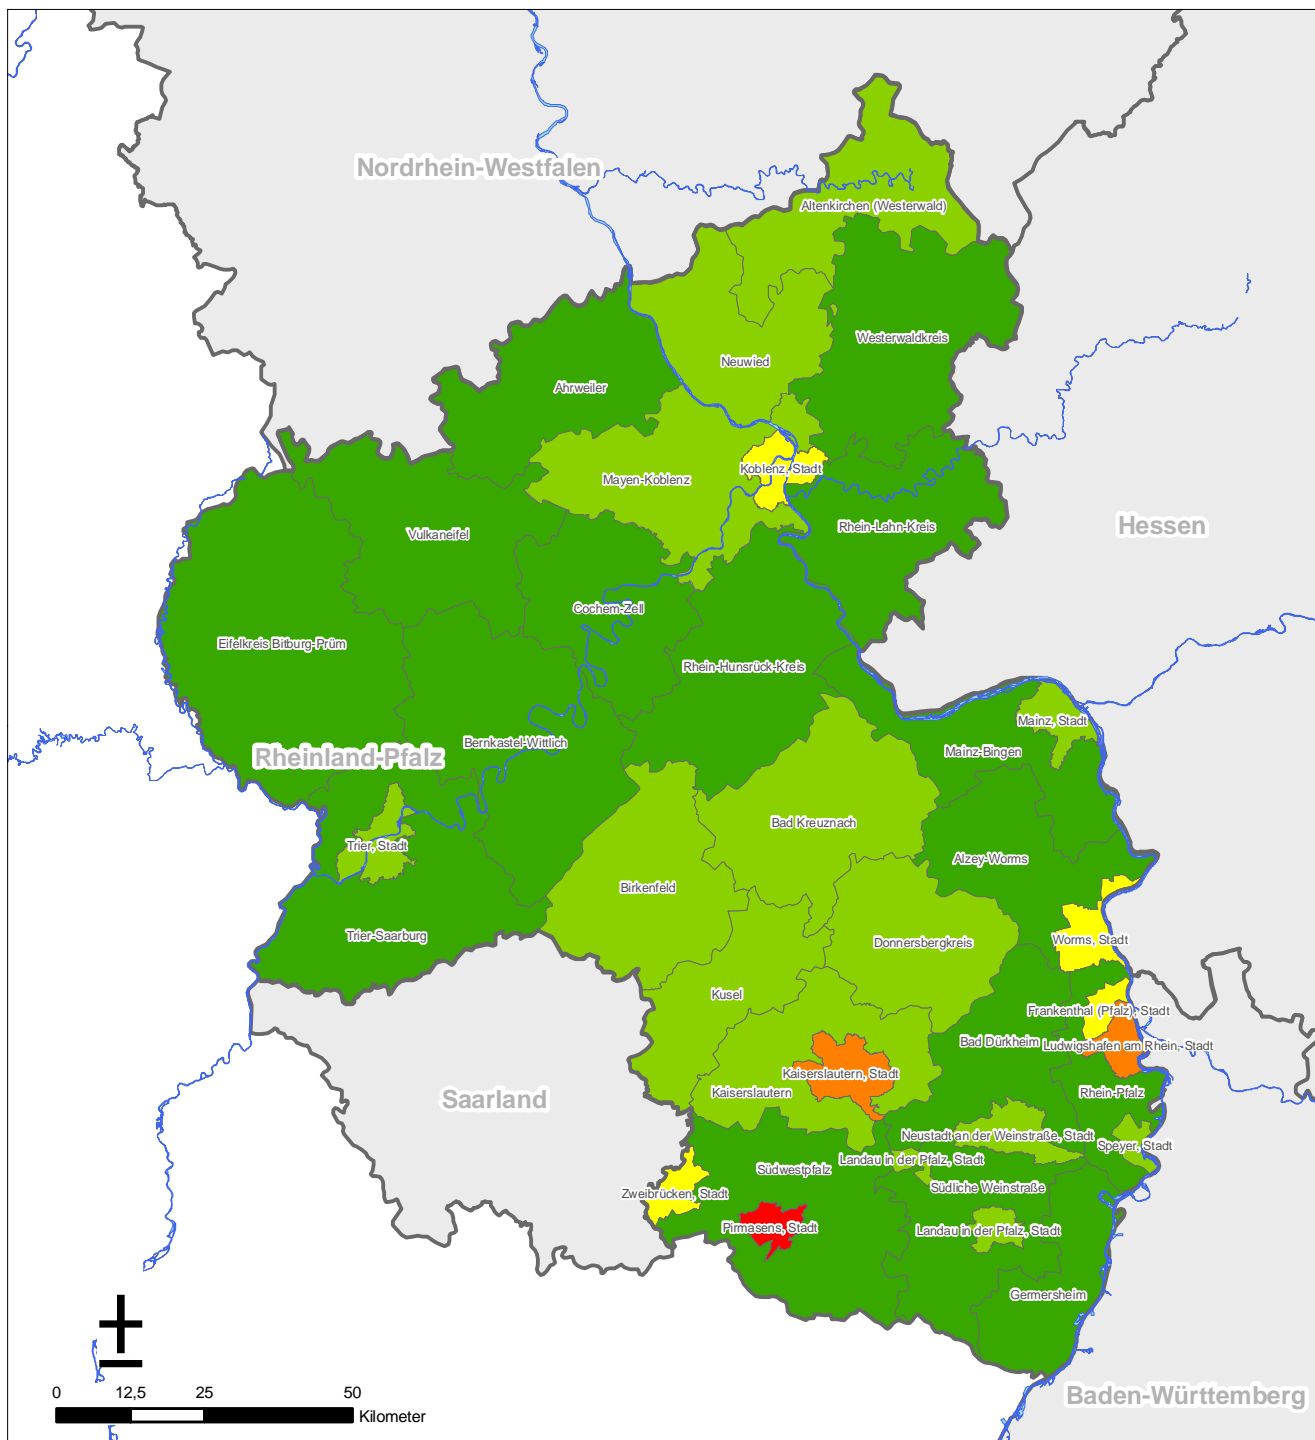 Nordrhein-Westfalen
Altenkirchen (Westerwald)
Westerwaldkreis
Neuwied
Ahrweiler
Koblenz, Stadt
Mayen-Koblenz
Hessen
Rhein-Lahn-Kreis
Vulkaneifel
Cochem-Zell
Eifelkreis Bitburg-Prüm
Rhein-Hunsrück-Kreis
Mainz, Stadt
Bernkastel-Wittlich
Mainz-Bingen
Rheinland-Pfalz
Bad Kreuznach
Trier, Stadt
Alzey-Worms
Birkenfeld
Trier-Saarburg
Worms, Stadt
Donnersbergkreis
Kusel
Frankenthal (Pfalz), Stadt
Bad Dürkheim
Ludwigshafen am Rhein, Stadt
Kaiserslautern, Stadt
Kaiserslautern
Rhein-Pfalz
Saarland
Neustadt an der Weinstraße, Stadt
Speyer, Stadt
Landau in der Pfalz, Stadt
Südwestpfalz
Südliche Weinstraße
Zweibrücken, Stadt
Pirmasens, Stadt
Landau in der Pfalz, Stadt
Germersheim
Baden-Württemberg
0 12,5 25 50
Kilometer